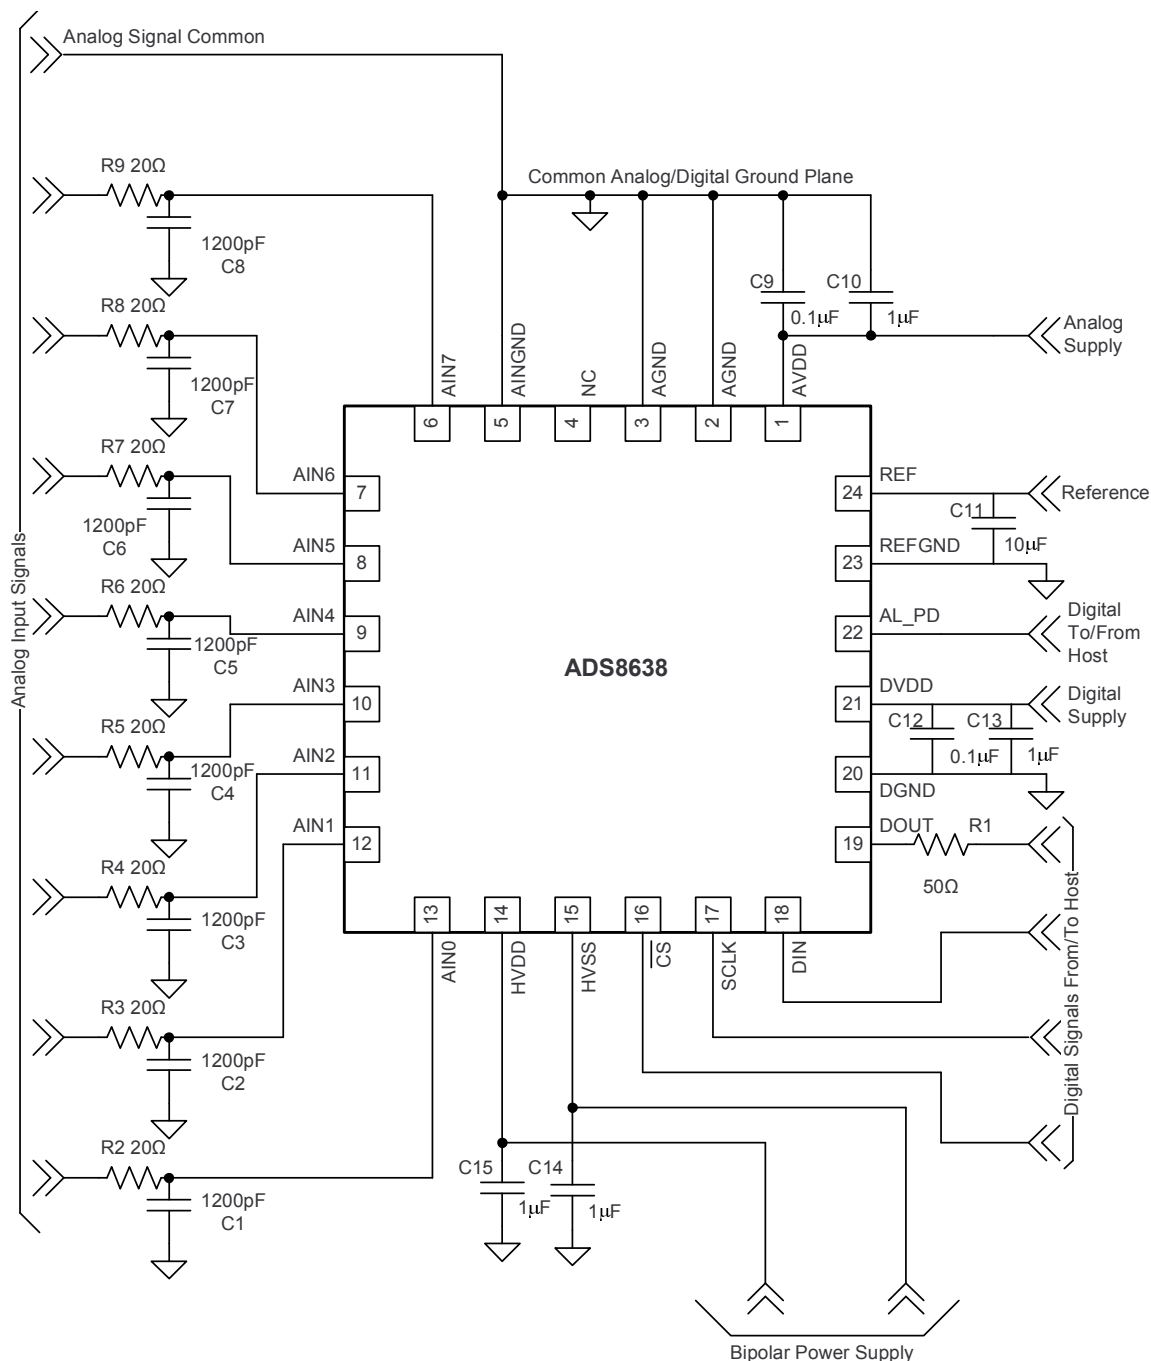 Analog Signal Common
R9 20Ω
Common Analog/Digital Ground Plane
1200pF
C8
C9
C10
0.1μF
1μF
Analog
Supply
R8 20Ω
1200pF
C7
AIN7
AINGND
NC
AGND
AGND
AVDD
6
5
4
3
2
1
R7 20Ω
1200pF
C6
AIN6
7
24
REF
Reference
C11
10μF
AIN5
8
23
REFGND
R6 20Ω
1200pF
C5
AIN4
9
22
AL_PD
Digital
To/From
Host
ADS8638
Analog Input Signals
AIN3
10
21
DVDD
Digital
Supply
C12
C13
0.1μF
1μF
R5 20Ω
1200pF
C4
AIN2
11
20
DGND
AIN1
12
19
DOUT
R1
50Ω
R4 20Ω
1200pF
C3
13
14
15
16
17
18
AIN0
HVDD
HVSS
CS
SCLK
DIN
Digital Signals From/To Host
R3 20Ω
1200pF
C2
R2 20Ω
1200pF
C1
C15
C14
1μF
1μF
Bipolar Power Supply